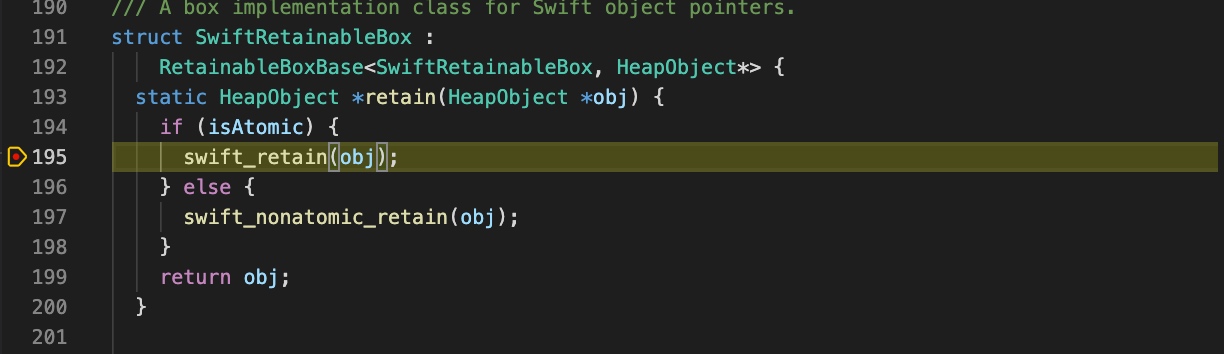 190 /// A box implementation class for Swift object pointers.
191 struct SwiftRetainableBox :
192 RetainableBoxBase<SwiftRetainableBox, HeapObject*> {
193 static HeapObject *retain(HeapObject *obj) {
194 if (isAtomic) {
195 swift_retain(obj);
196 } else {
197 swift_nonatomic_retain(obj);
198 }
199 return obj;
200 }
201